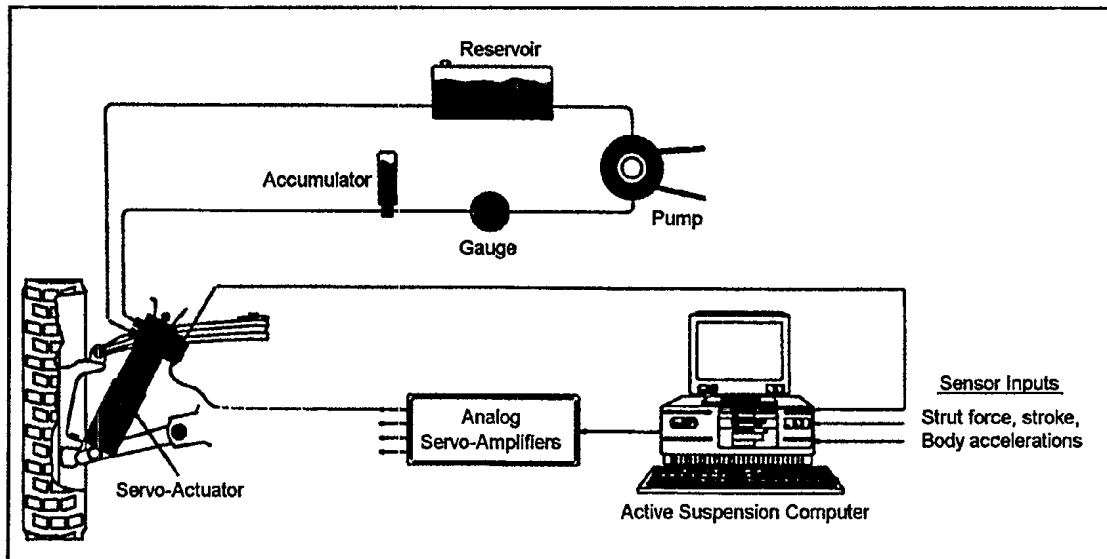 Reservoir
Accumulator
Pump
Gauge
Sensor Inputs
Analog
Servo-Amplifiers
Strut force, stroke,
Body accelerations
Servo-Actuator
Active Suspension Computer